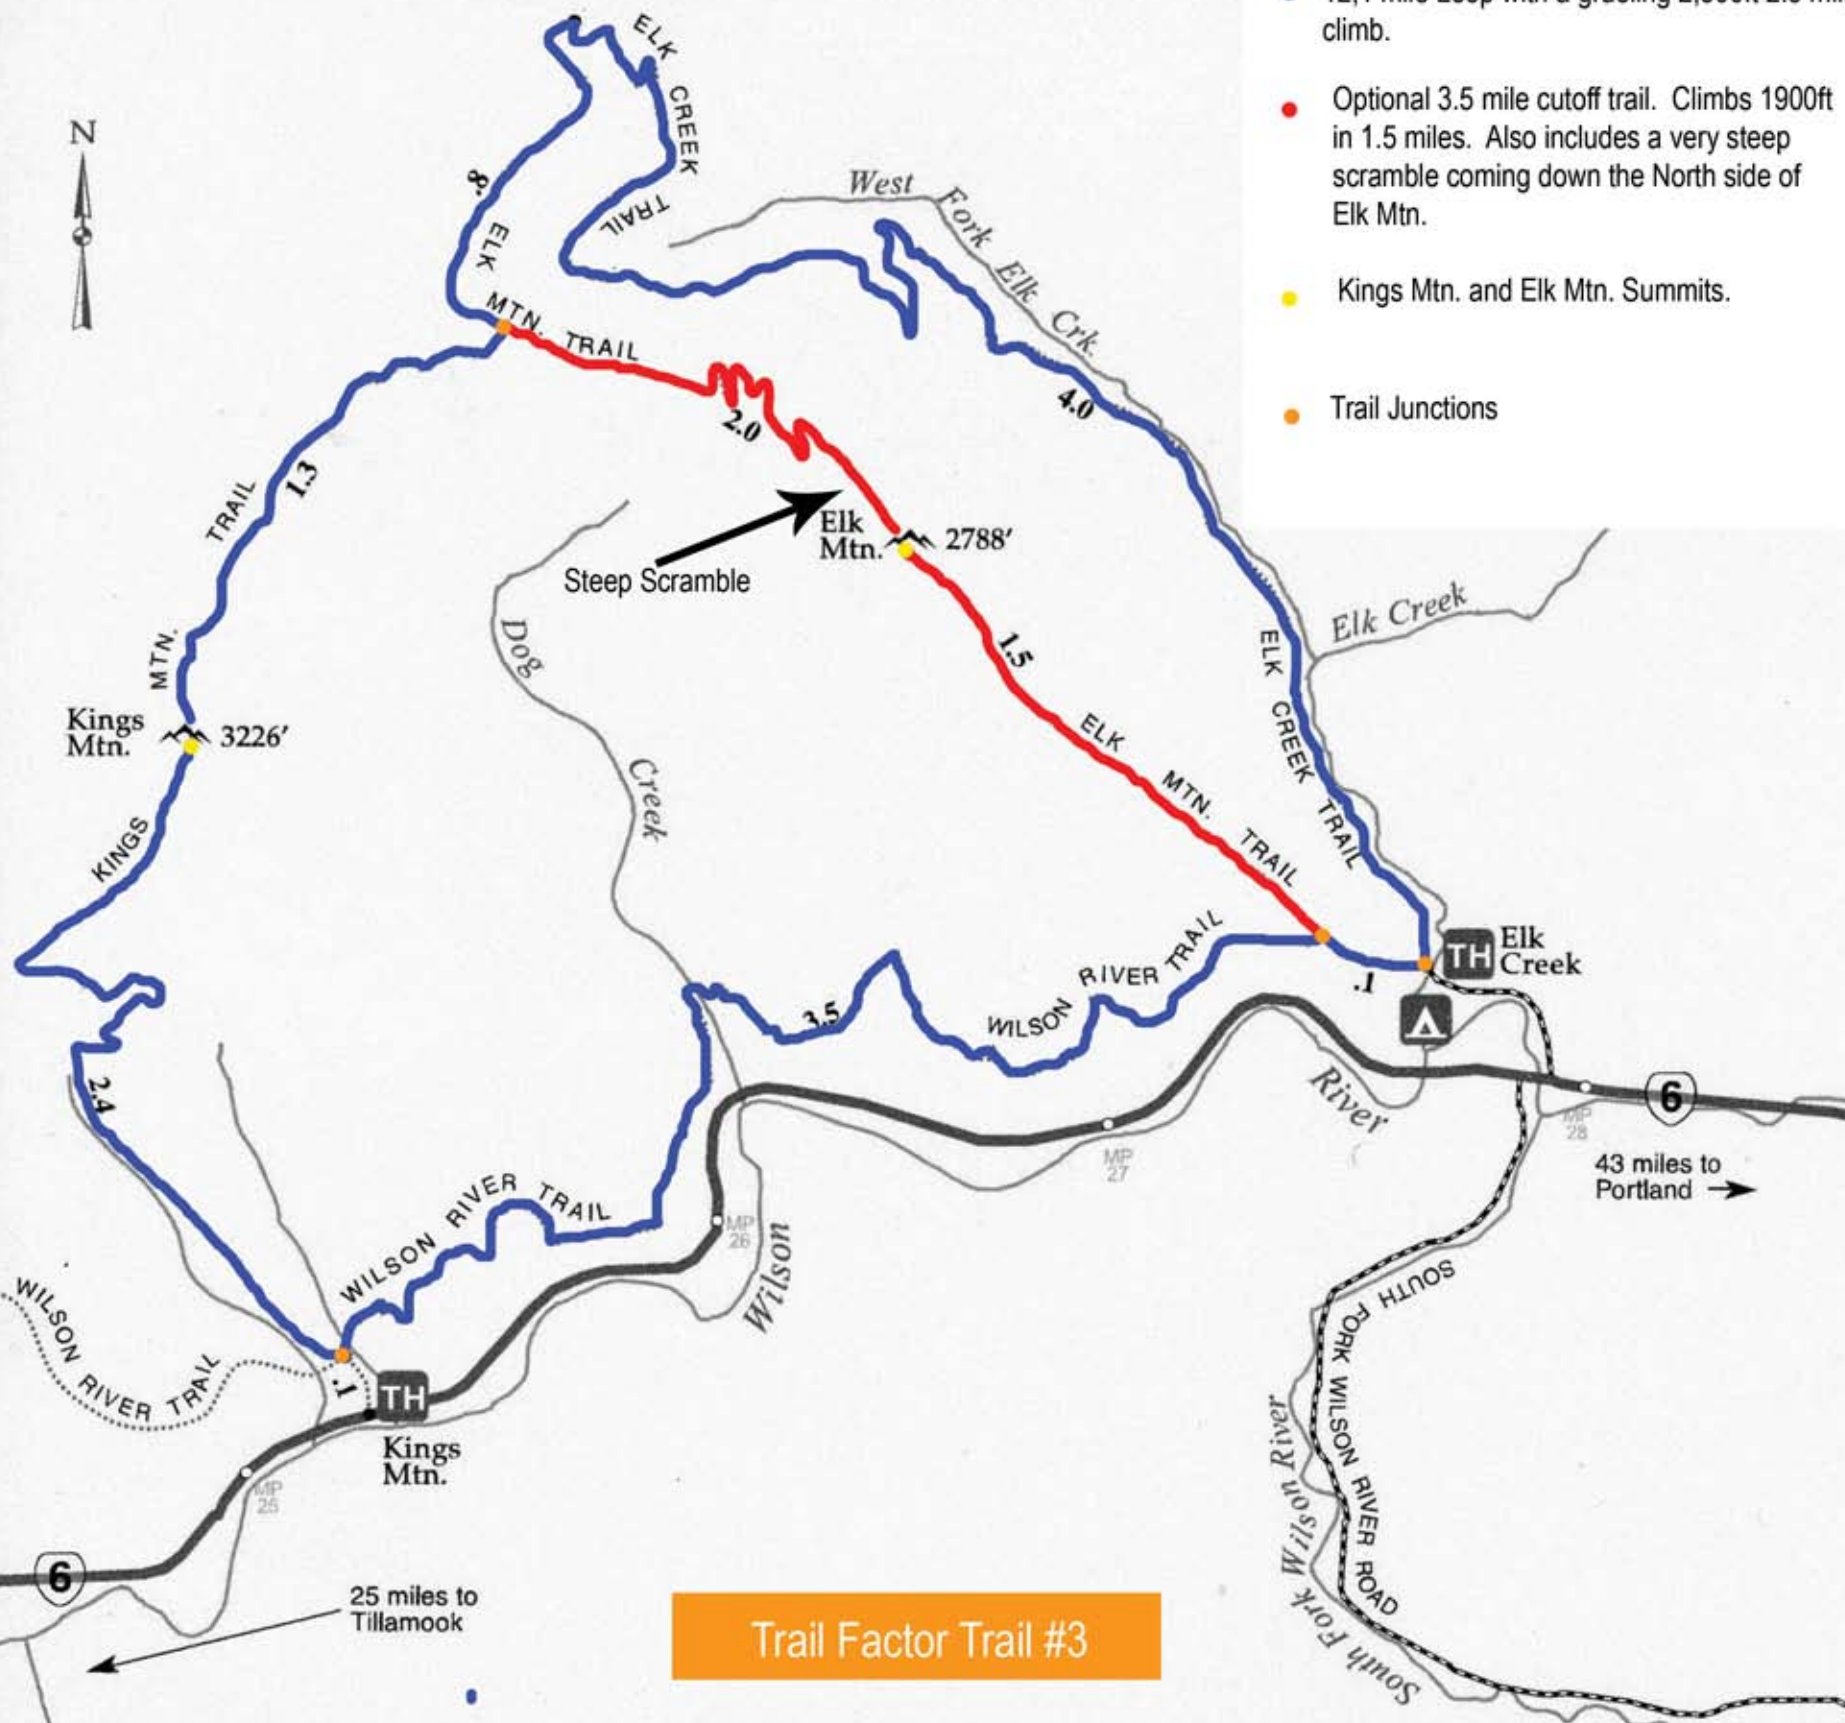 climb.
Optional 3.5 mile cutoff trail. Climbs 1900ft
in 1.5 miles. Also includes a very steep
scramble coming down the North side of
Elk Mtn.
Kings Mtn. and Elk Mtn. Summits.
Trail Junctions
N
ELK
CREEK
TRAIL
.8
ELK
MTN.
TRAIL
West
Fork
Elk
Crk.
4.0
2.0
1.3
TRAIL
MTN.
KINGS
Elk
Mtn.
2788'
Steep Scramble
Dog
Creek
Kings
Mtn.
3226'
1.5
ELK
MTN.
TRAIL
ELK
CREEK
TRAIL
Elk Creek
TH
Elk
Creek
.1
WILSON
RIVER
TRAIL
3.5
2.4
WILSON
RIVER
TRAIL
River
Wilson
MP
26
MP
27
MP
28
6
43 miles to
Portland
WILSON
RIVER
TRAIL
.1
TH
Kings
Mtn.
MP
25
6
25 miles to
Tillamook
SOUTH
FORK
WILSON
RIVER
ROAD
South Fork Wilson River
Trail Factor Trail #3